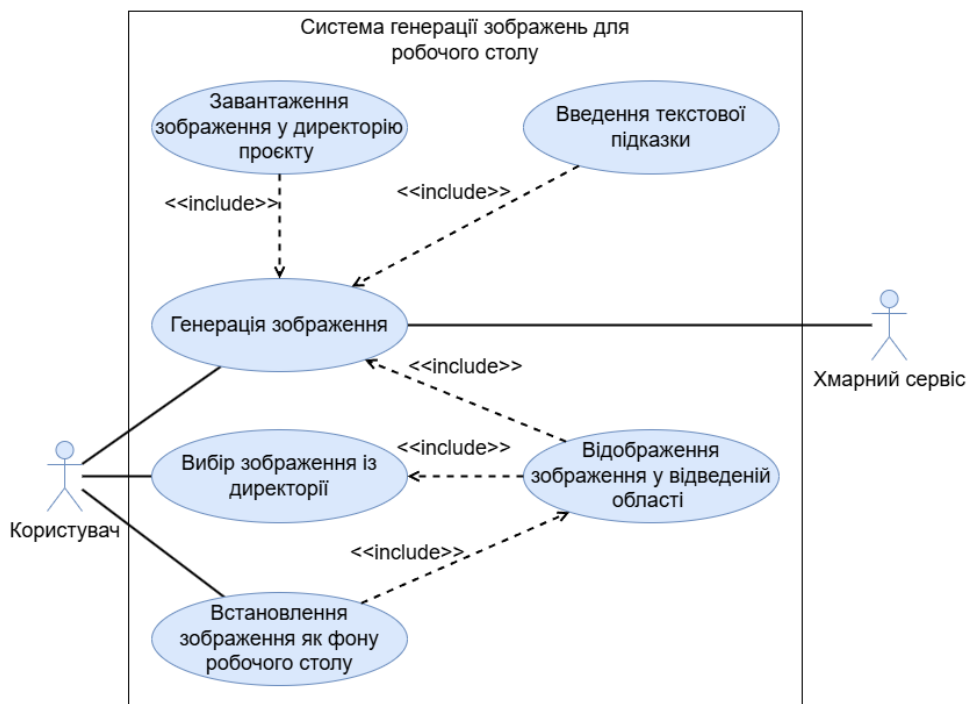 Система генерації зображень для
робочого столу
Завантаження
зображення у директорію
проєкту
Введення текстової
підказки
<<include>>
<<include>>
Генерація зображення
Хмарний сервіс
<<include>>
Вибір зображення із
директорії
<<include>>
Відображення
зображення у відведеній
області
Користувач
<<include>>
Встановлення
зображення як фону
робочого столу